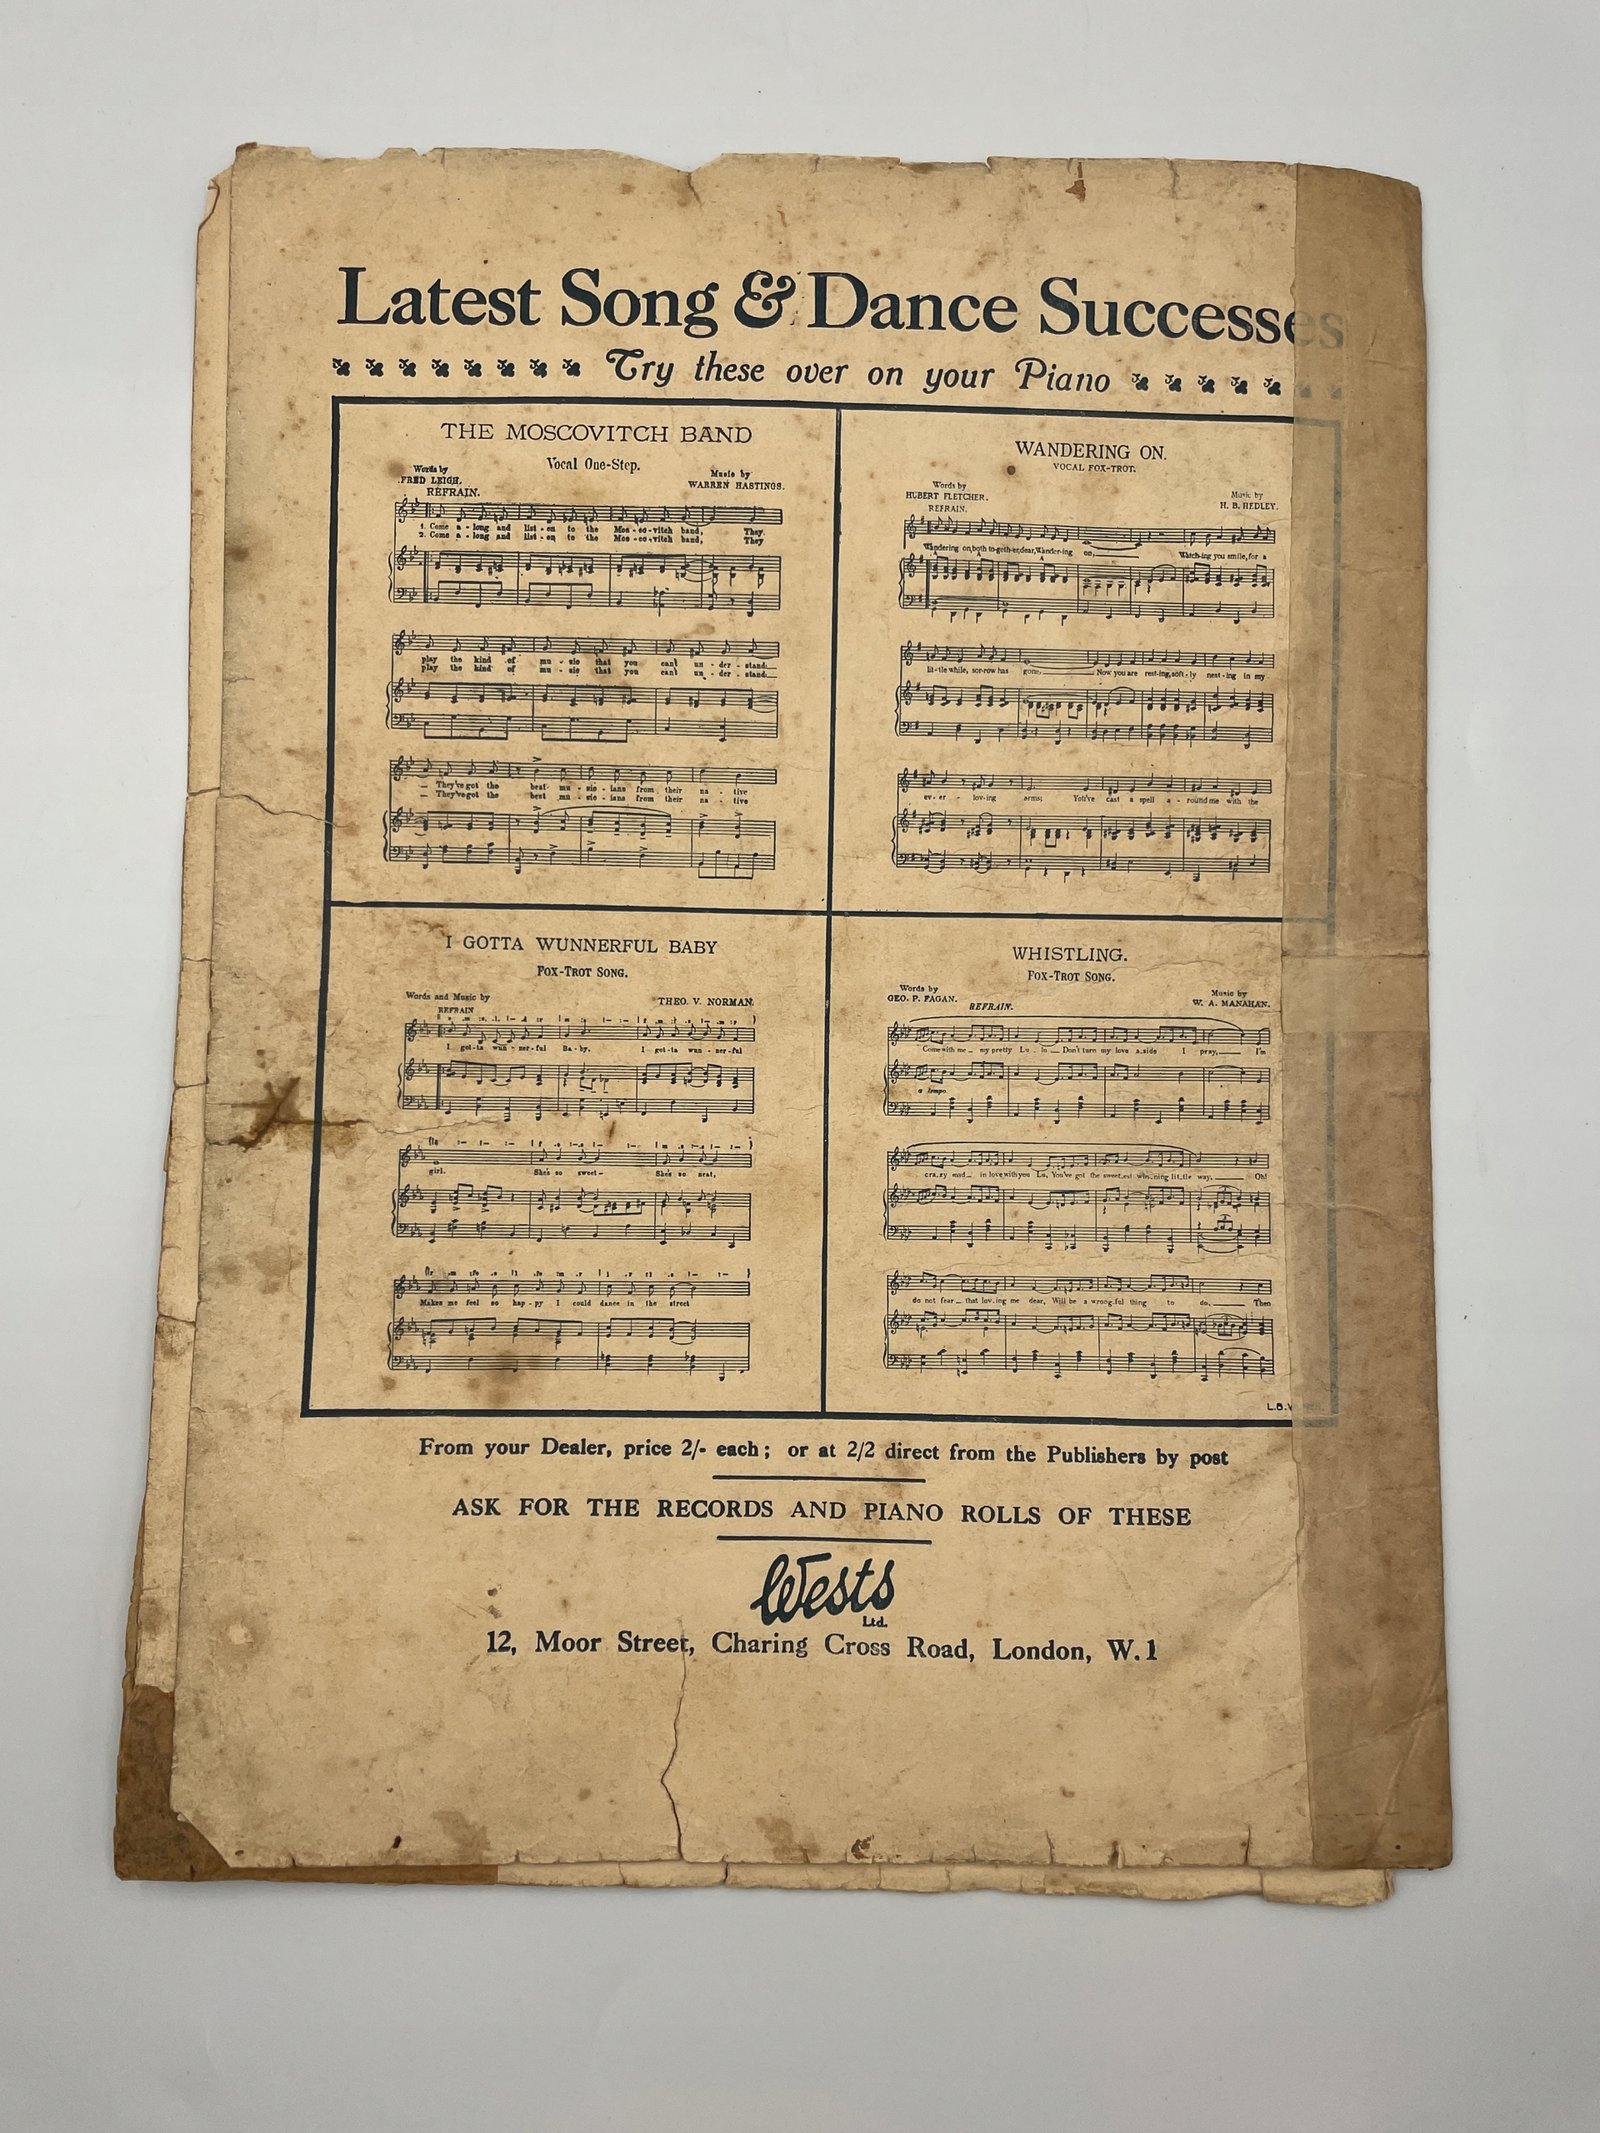 Latest Song & Dance Successes
Try these over on your Piano
THE MOSCOVITCH BAND
Vocal One-Step.
Words by
FRED LEIGH.
Music by
WARREN HASTINGS.
REFRAIN.
1. Come a-long and list-en to the Mos-co-vitch band, They
2. Come a-long and list-en to the Mos-co-vitch band, They
play the kind of mu-sic that you cant un-der-stand:
play the kind of mu-sic that you cant un-der-stand:
They've got the best mu-sic-ians from their na-tive
They've got the best mu-sic-ians from their na-tive
WANDERING ON.
VOCAL FOX-TROT.
Words by
HUBERT FLETCHER.
Music by
H. B. HEDLEY.
REFRAIN.
Wandering on, both to-geth-er, dear, Wander-ing on, Watch-ing you smile, for a
lit-tle while, sor-row has gone, Now you are rest-ing, soft-ly nest-ing in my
ev-er-lov-ing arms; You've cast a spell a-round me with the
I GOTTA WUNNERFUL BABY
FOX-TROT SONG.
Words and Music by
THEO. V. NORMAN.
REFRAIN
I got-ta wun-ner-ful Ba-by, I got-ta wun-ner-ful
girl. She's so sweet- She's so neat,
Makes me feel so hap-py I could dance in the street
WHISTLING.
FOX-TROT SONG.
Words by
GEO. P. FAGAN.
Music by
W. A. MANAHAN.
REFRAIN.
Come with me my pretty Lu-lu Don't turn my love a-side I pray, I'm
a tempo
cra-zy mad in love with you Lu, You've got the sweet-est win-ning lit-tle way, Oh!
do not fear that lov-ing me dear, Will be a wrong-ful thing to do. Then
From your Dealer, price 2/- each; or at 2/2 direct from the Publishers by post
ASK FOR THE RECORDS AND PIANO ROLLS OF THESE
Wests
Ltd.
12, Moor Street, Charing Cross Road, London, W.1